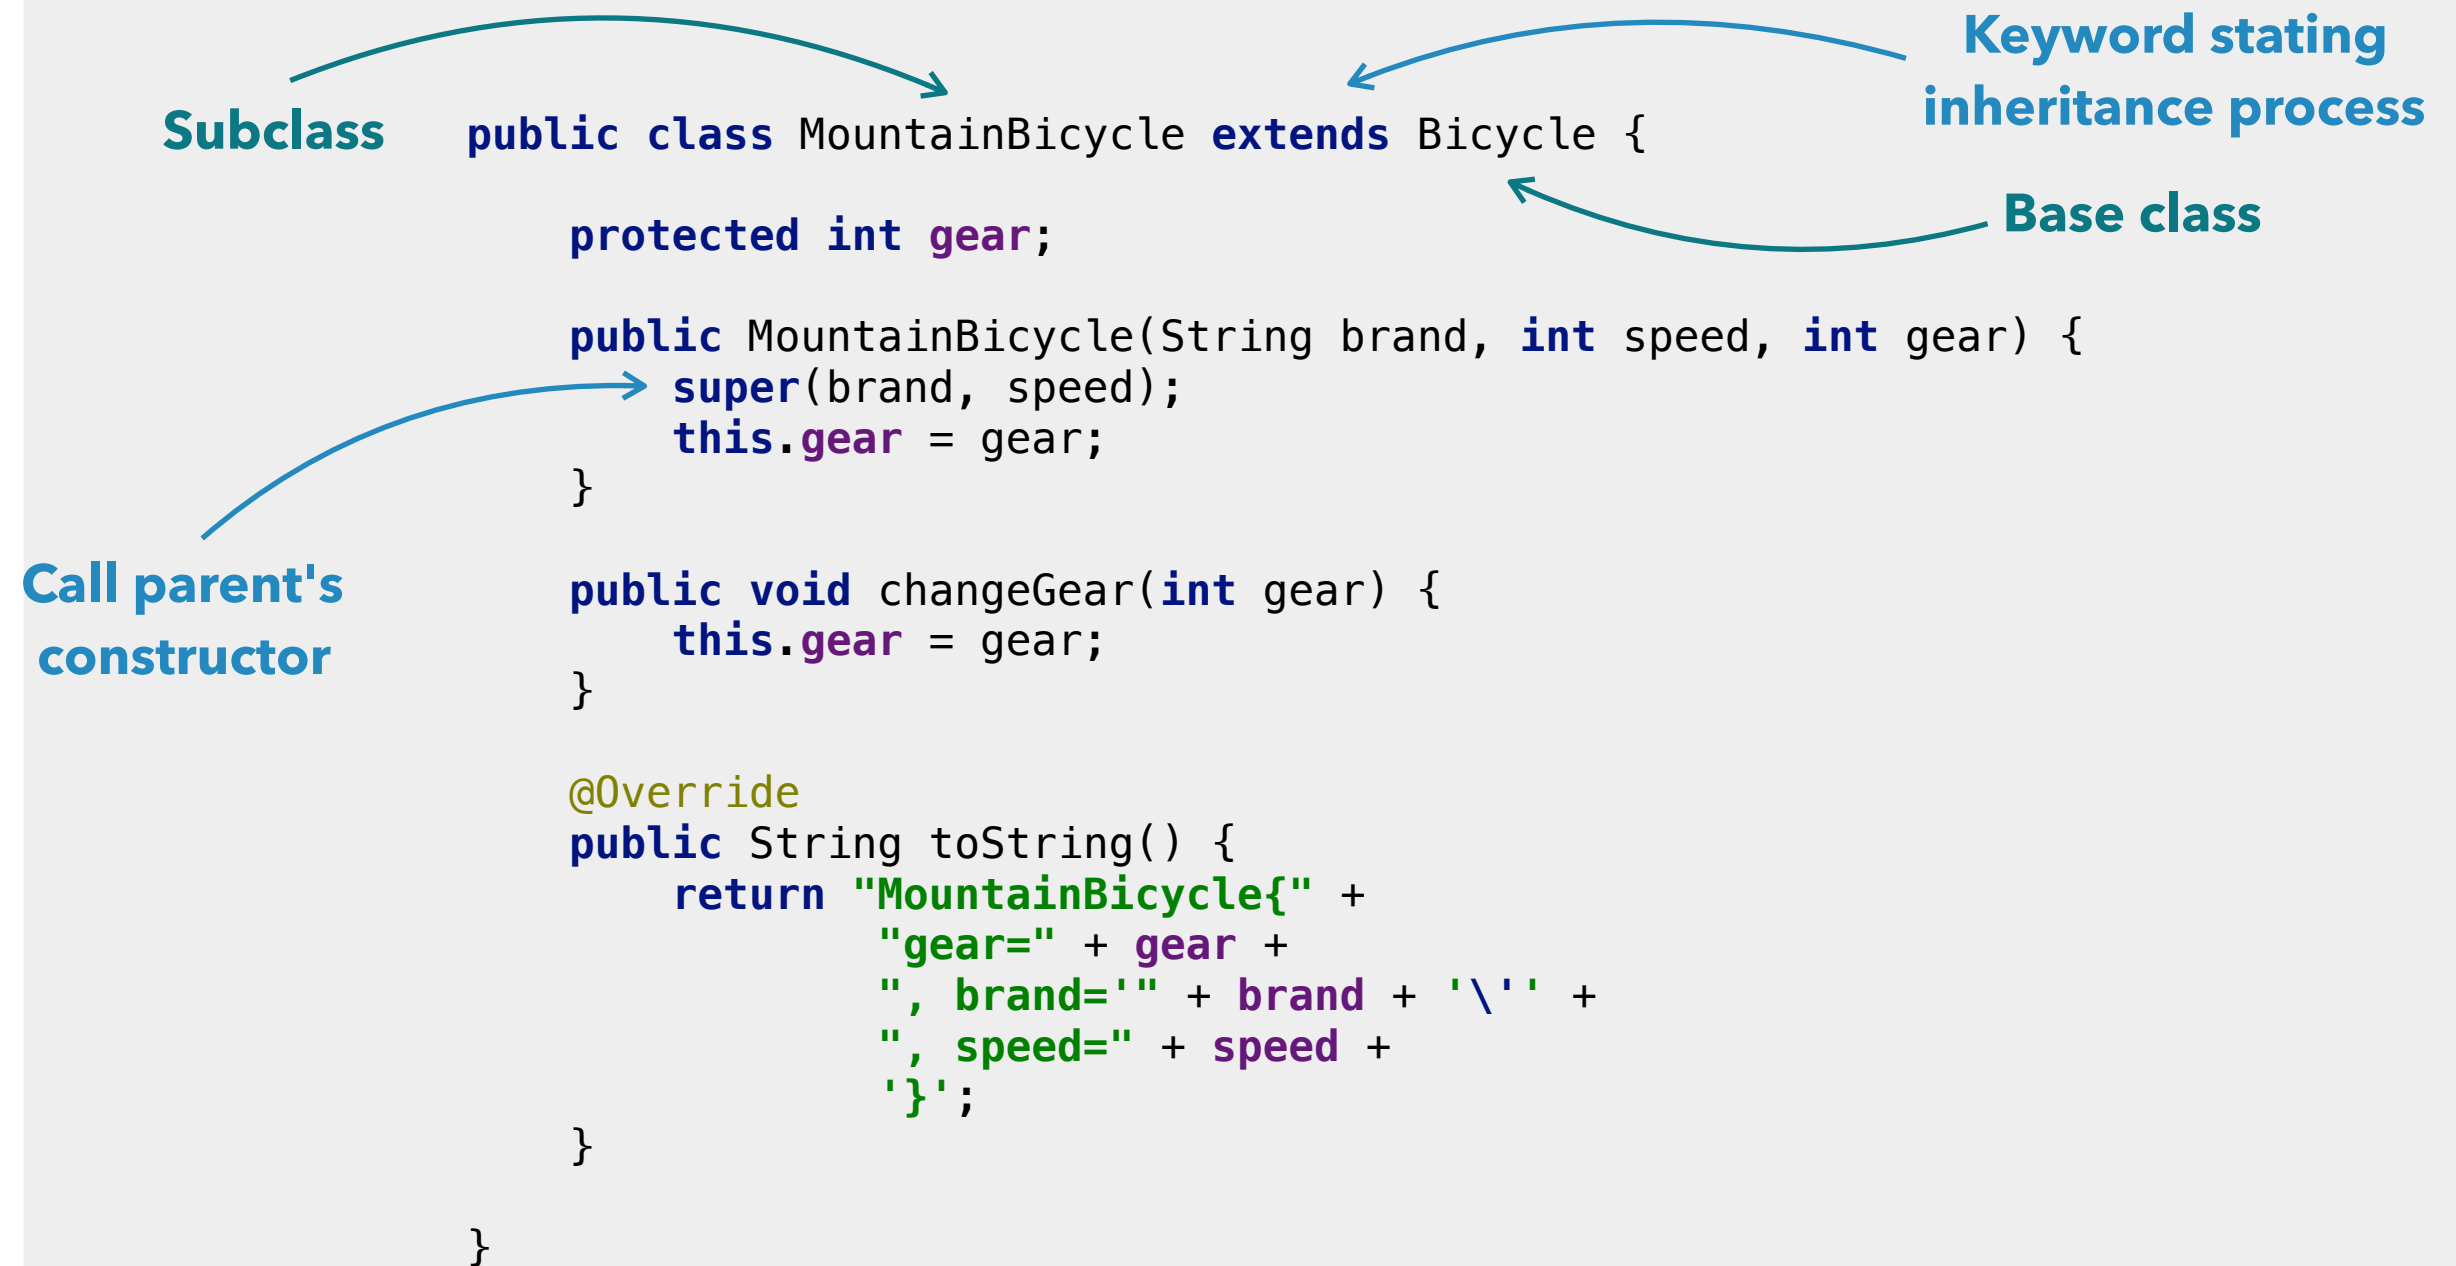 Keyword stating
inheritance process
Subclass
public class MountainBicycle extends Bicycle {
Base class
protected int gear;
public MountainBicycle(String brand, int speed, int gear) {
super(brand, speed);
this.gear = gear;
}
Call parent's
constructor
public void changeGear(int gear) {
this.gear = gear;
}
@Override
public String toString() {
return "MountainBicycle{" +
"gear=" + gear +
", brand='" + brand + '\'' +
", speed=" + speed +
'}';
}
}